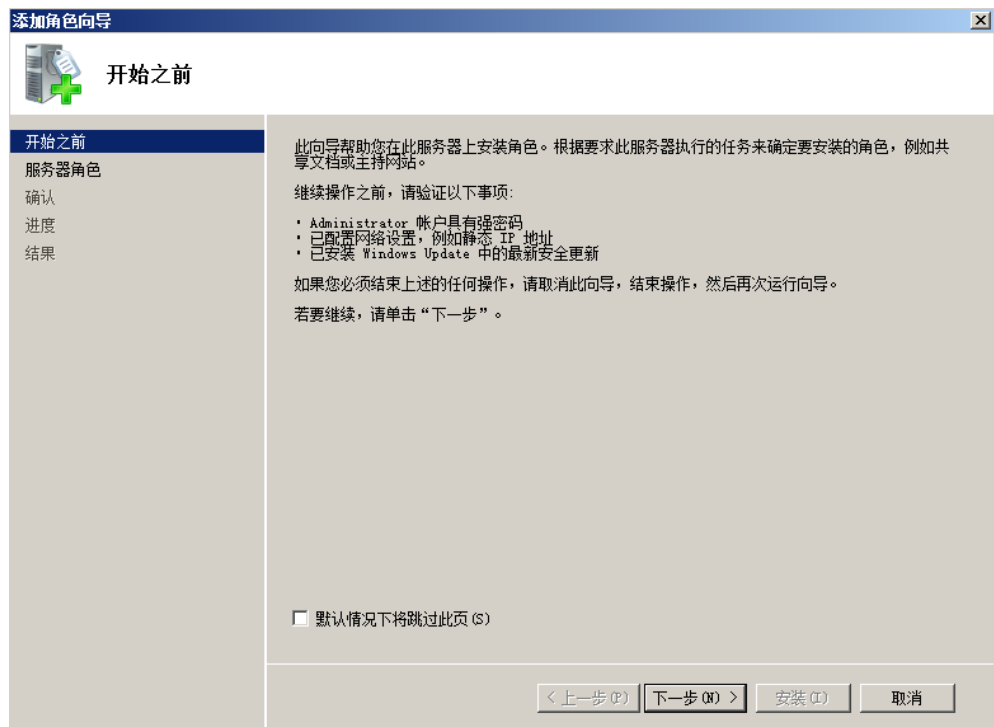 添加角色向导
开始之前
开始之前
服务器角色
确认
进度
结果
此向导帮助您在此服务器上安装角色。根据要求此服务器执行的任务来确定要安装的角色，例如共
享文档或主持网站。
继续操作之前，请验证以下事项:
· Administrator 帐户具有强密码
· 已配置网络设置，例如静态 IP 地址
· 已安装 Windows Update 中的最新安全更新
如果您必须结束上述的任何操作，请取消此向导，结束操作，然后再次运行向导。
若要继续，请单击“下一步”。
默认情况下将跳过此页(S)
< 上一步(P) 下一步(N) > 安装(I) 取消